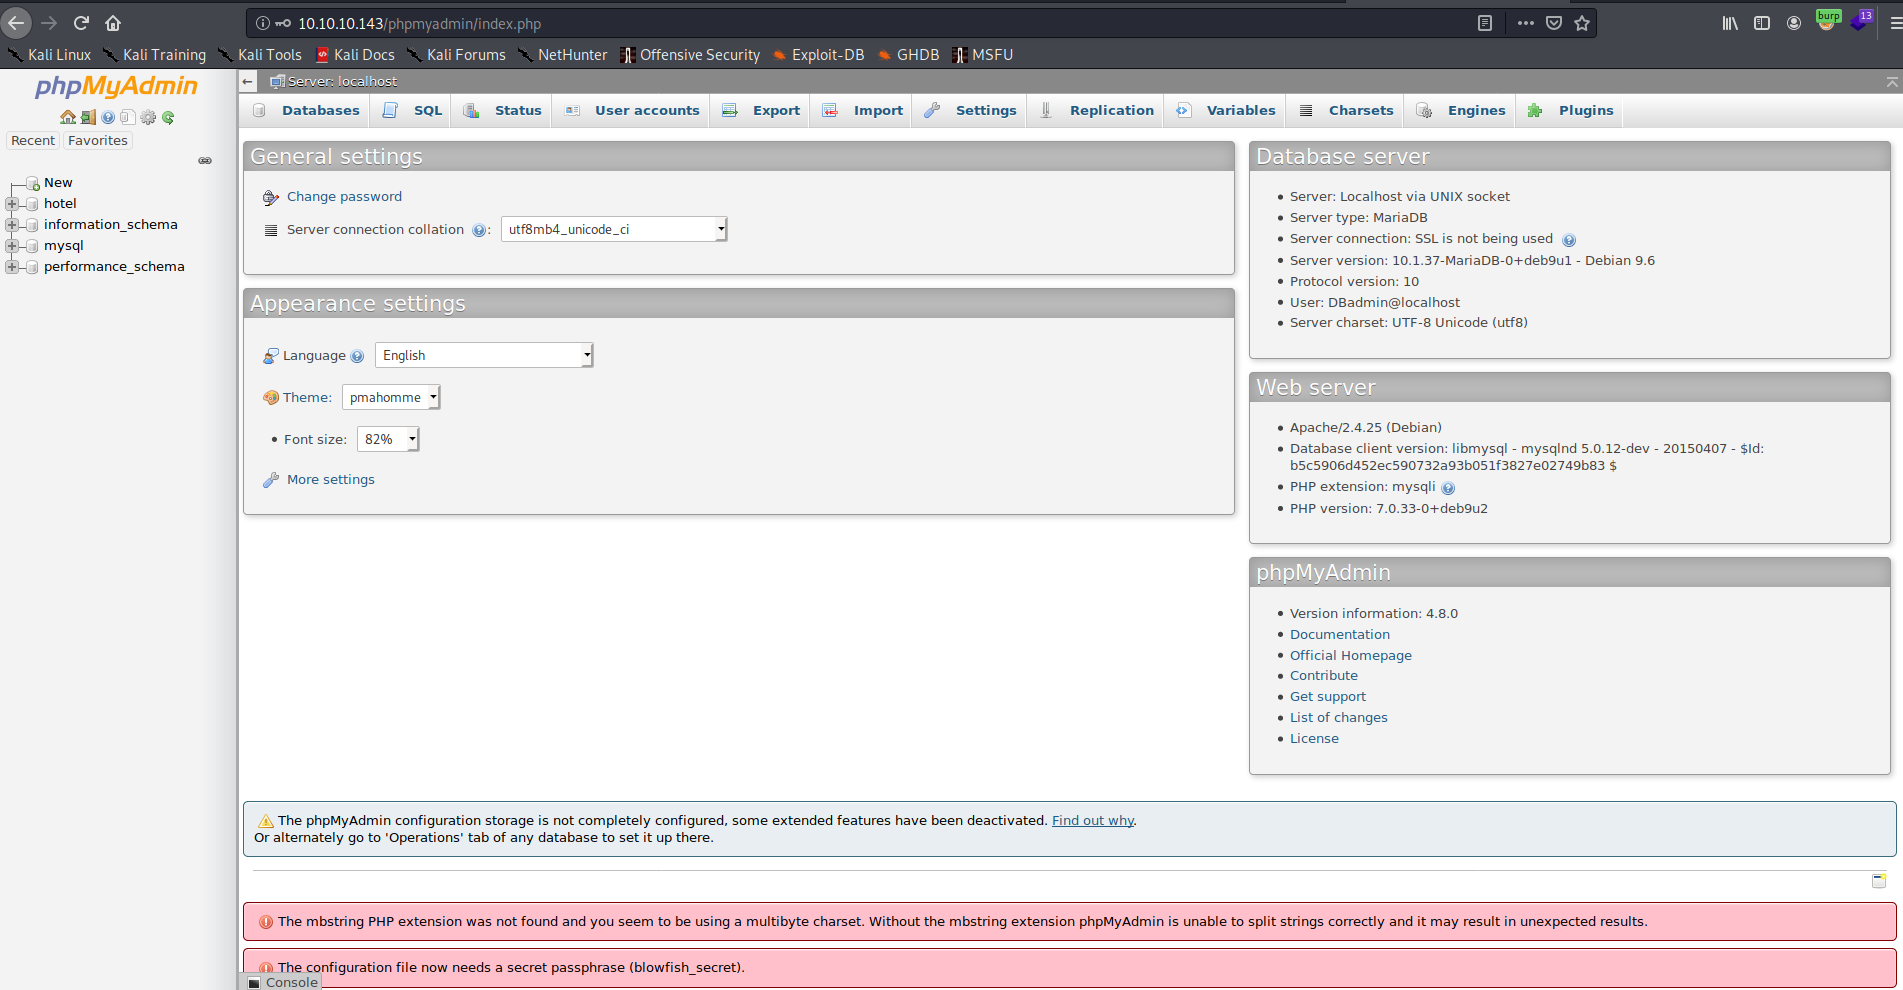 10.10.10.143/phpmyadmin/index.php
burp
13
Kali Linux Kali Training Kali Tools Kali Docs Kali Forums NetHunter Offensive Security Exploit-DB GHDB MSFU
phpMyAdmin
Recent Favorites
New
hotel
information_schema
mysql
performance_schema
Server: localhost
Databases SQL Status User accounts Export Import Settings Replication Variables Charsets Engines Plugins
General settings
Change password
Server connection collation : utf8mb4_unicode_ci
Appearance settings
Language English
Theme: pmahomme
• Font size: 82%
More settings
Database server
• Server: Localhost via UNIX socket
• Server type: MariaDB
• Server connection: SSL is not being used
• Server version: 10.1.37-MariaDB-0+deb9u1 - Debian 9.6
• Protocol version: 10
• User: DBadmin@localhost
• Server charset: UTF-8 Unicode (utf8)
Web server
• Apache/2.4.25 (Debian)
• Database client version: libmysql - mysqlnd 5.0.12-dev - 20150407 - $Id:
b5c5906d452ec590732a93b051f3827e02749b83 $
• PHP extension: mysqli
• PHP version: 7.0.33-0+deb9u2
phpMyAdmin
• Version information: 4.8.0
• Documentation
• Official Homepage
• Contribute
• Get support
• List of changes
• License
The phpMyAdmin configuration storage is not completely configured, some extended features have been deactivated. Find out why.
Or alternately go to 'Operations' tab of any database to set it up there.
The mbstring PHP extension was not found and you seem to be using a multibyte charset. Without the mbstring extension phpMyAdmin is unable to split strings correctly and it may result in unexpected results.
The configuration file now needs a secret passphrase (blowfish_secret).
Console